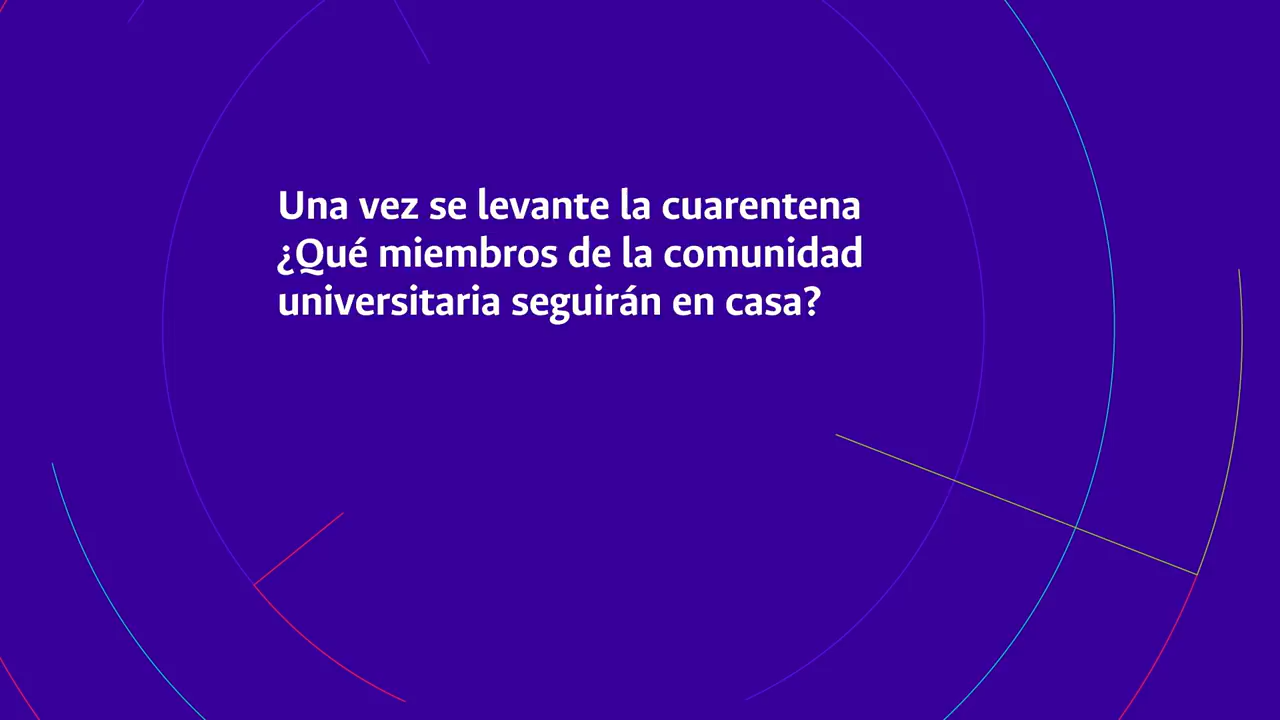 Una vez se levante la cuarentena
¿Qué miembros de la comunidad
universitaria seguirán en casa?